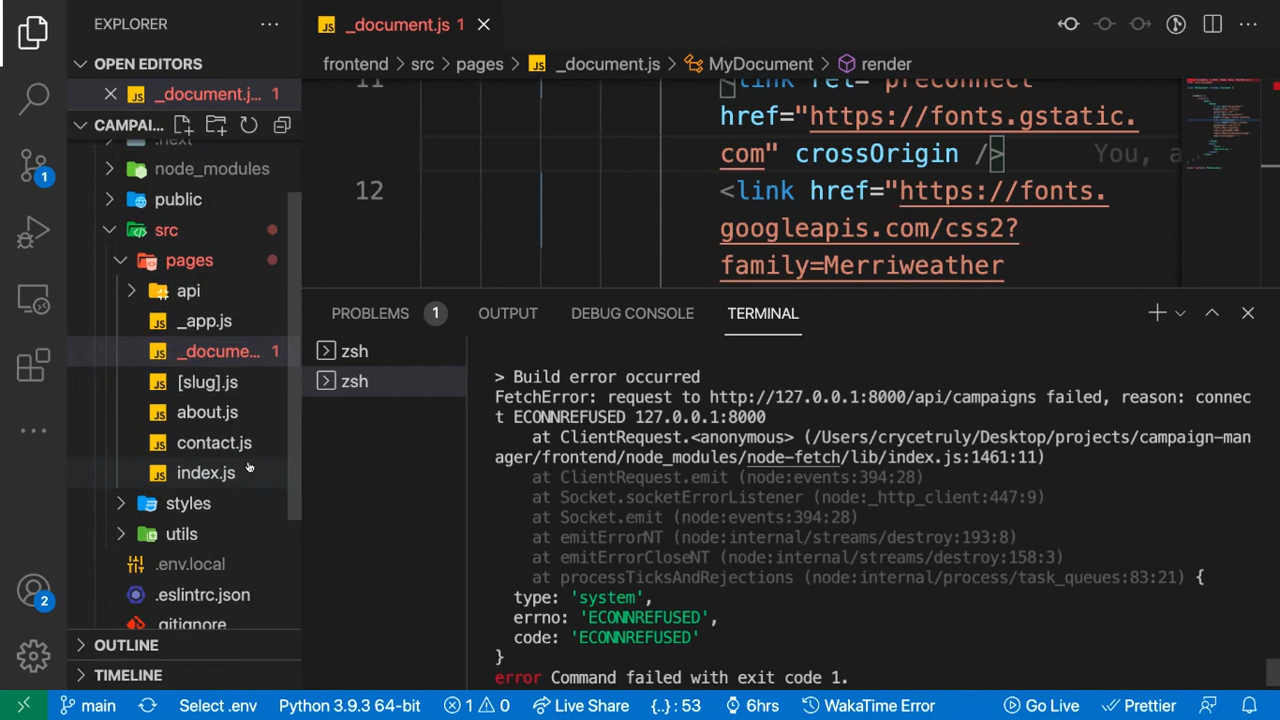 EXPLORER
OPEN EDITORS
_document.j... 1
CAMPAI...
.next
node_modules
public
src
pages
api
_app.js
_docume... 1
[slug].js
about.js
contact.js
index.js
styles
utils
.env.local
.eslintrc.json
.gitignore
OUTLINE
TIMELINE
1
2
_document.js 1
frontend > src > pages > _document.js > MyDocument > render
11 <link rel="preconnect"
href="https://fonts.gstatic.
com" crossOrigin /> You, a
12 <link href="https://fonts.
googleapis.com/css2?
family=Merriweather
PROBLEMS 1 OUTPUT DEBUG CONSOLE TERMINAL
zsh
zsh
> Build error occurred
FetchError: request to http://127.0.0.1:8000/api/campaigns failed, reason: connec
t ECONNREFUSED 127.0.0.1:8000
at ClientRequest.<anonymous> (/Users/crycetruly/Desktop/projects/campaign-man
ager/frontend/node_modules/node-fetch/lib/index.js:1461:11)
at ClientRequest.emit (node:events:394:28)
at Socket.socketErrorListener (node:_http_client:447:9)
at Socket.emit (node:events:394:28)
at emitErrorNT (node:internal/streams/destroy:193:8)
at emitErrorCloseNT (node:internal/streams/destroy:158:3)
at processTicksAndRejections (node:internal/process/task_queues:83:21) {
type: 'system',
errno: 'ECONNREFUSED',
code: 'ECONNREFUSED'
}
error Command failed with exit code 1.
main Select .env Python 3.9.3 64-bit 1 0 Live Share {..}: 53 6hrs WakaTime Error Go Live Prettier